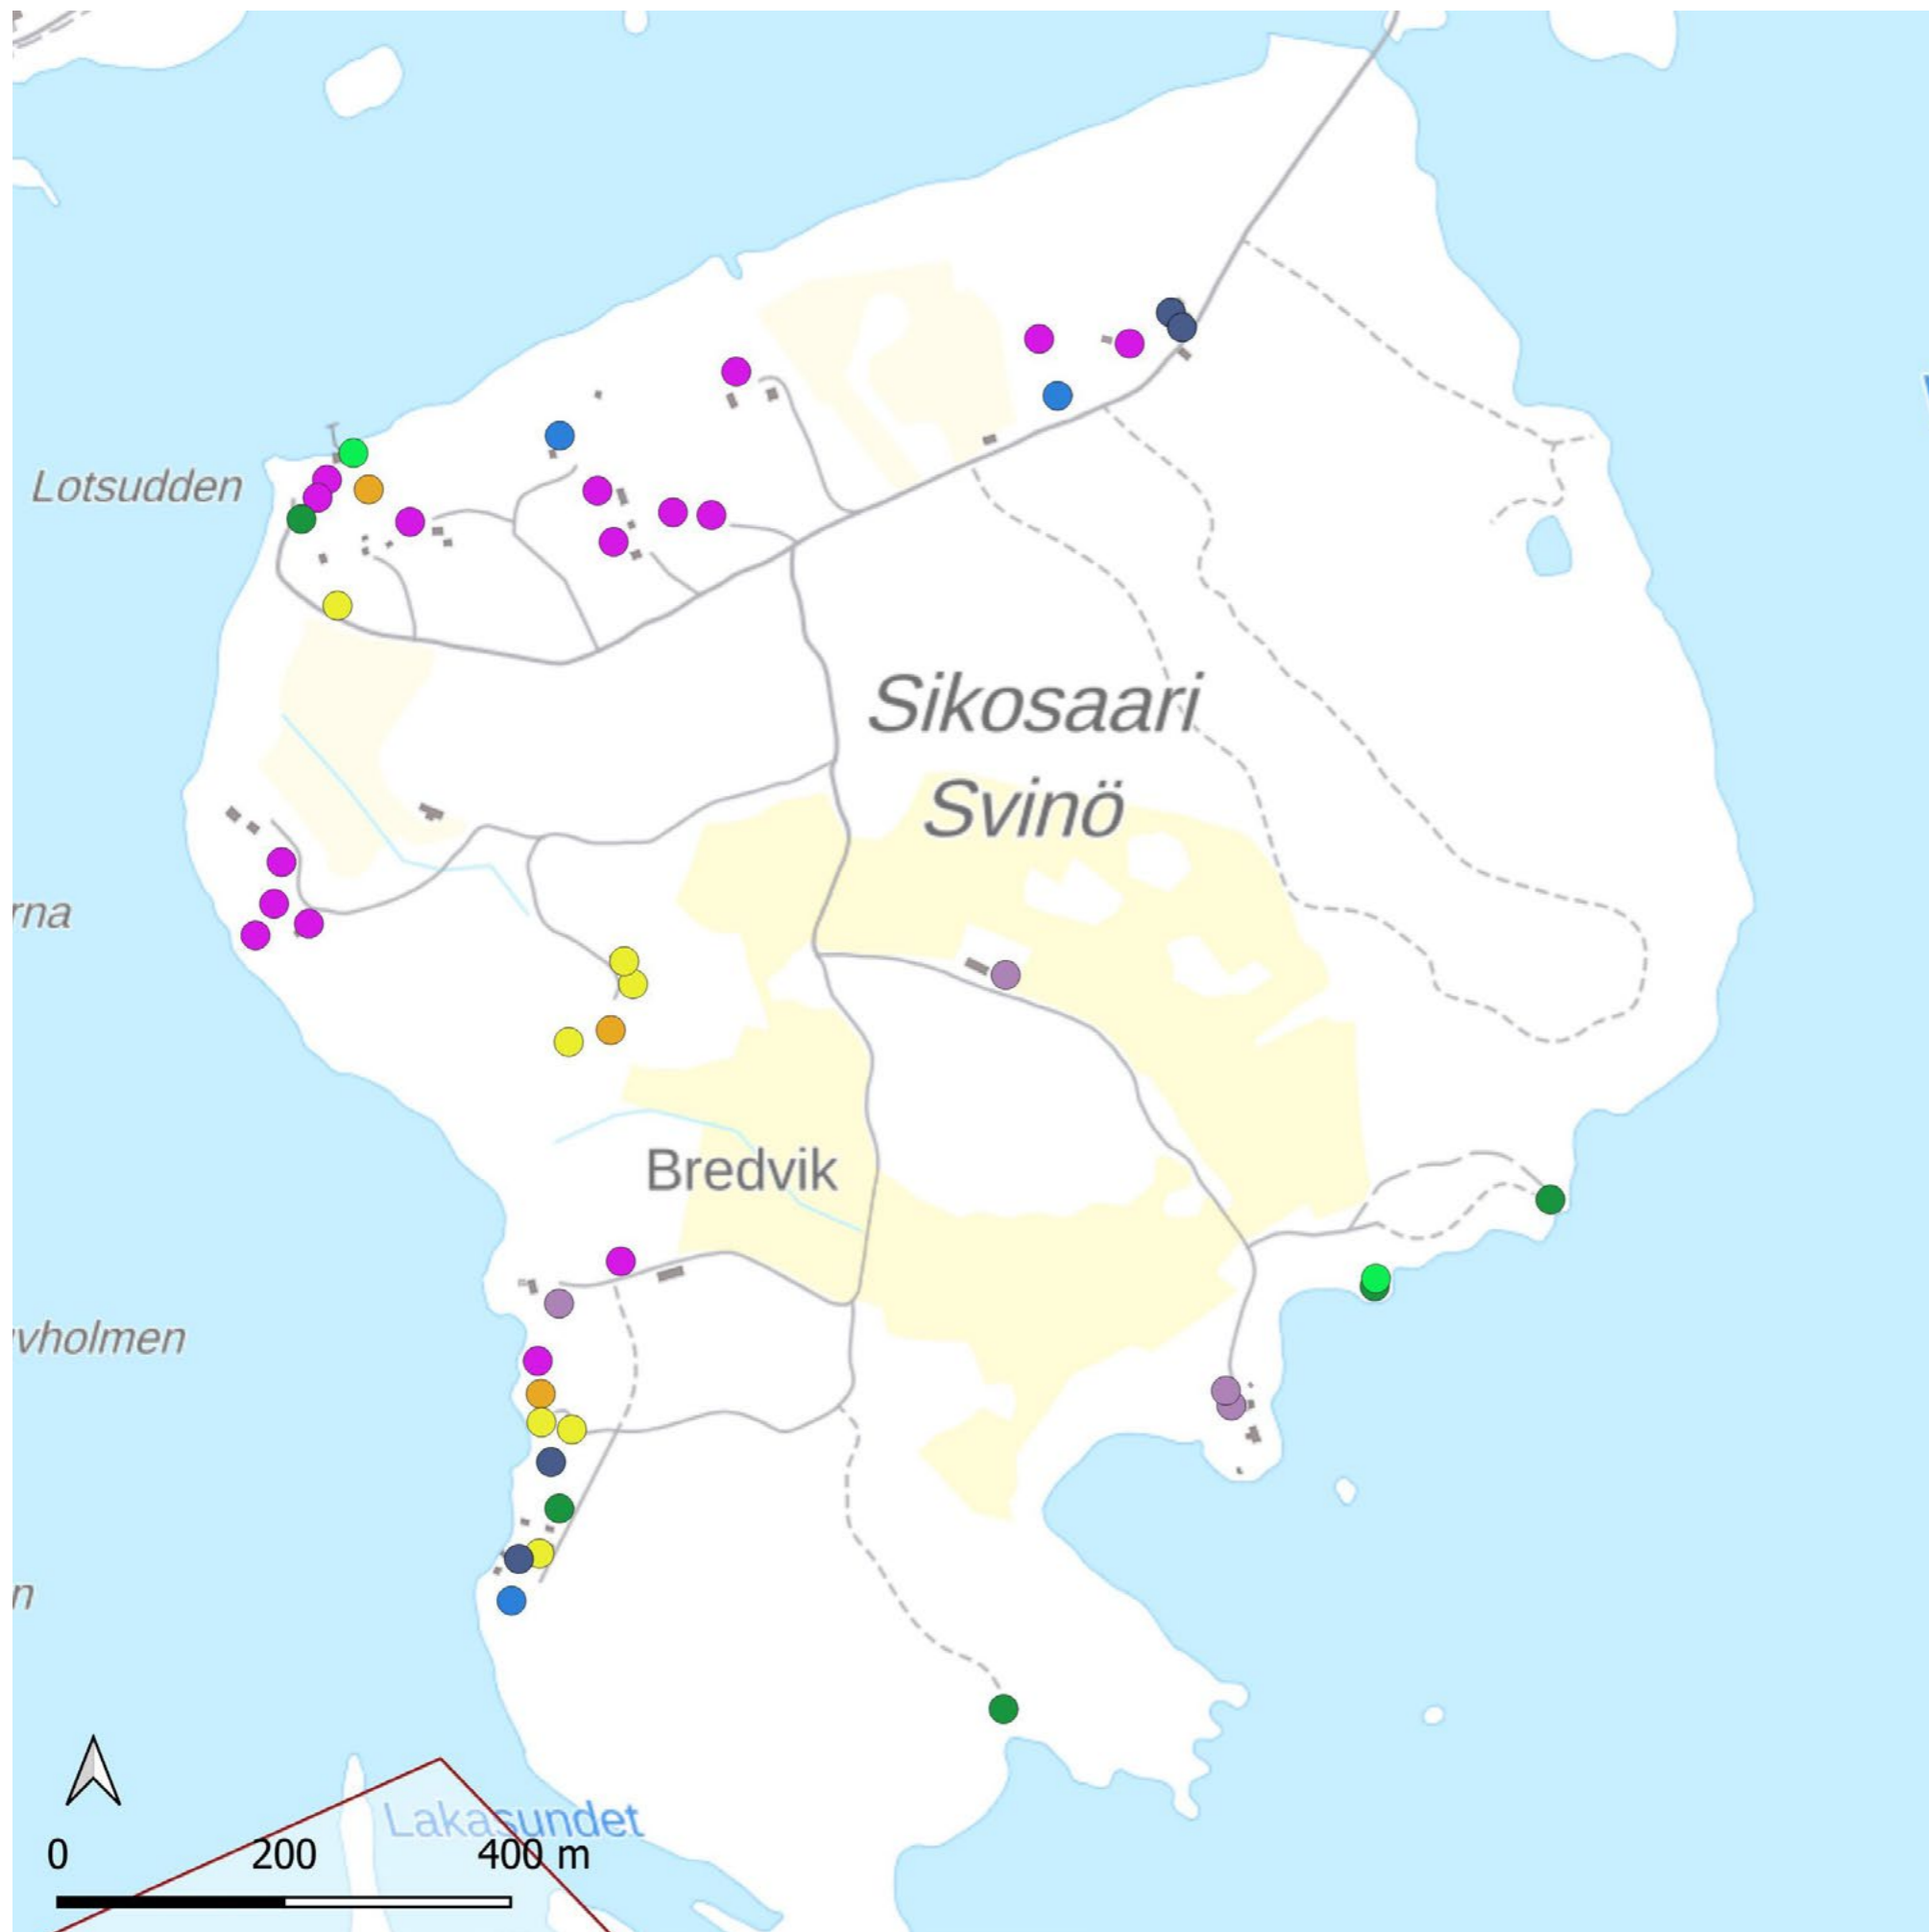 Lotsudden
Sikosaari
Svinö
rna
Bredvik
vholmen
n
Lakasundet
0 200 400 m